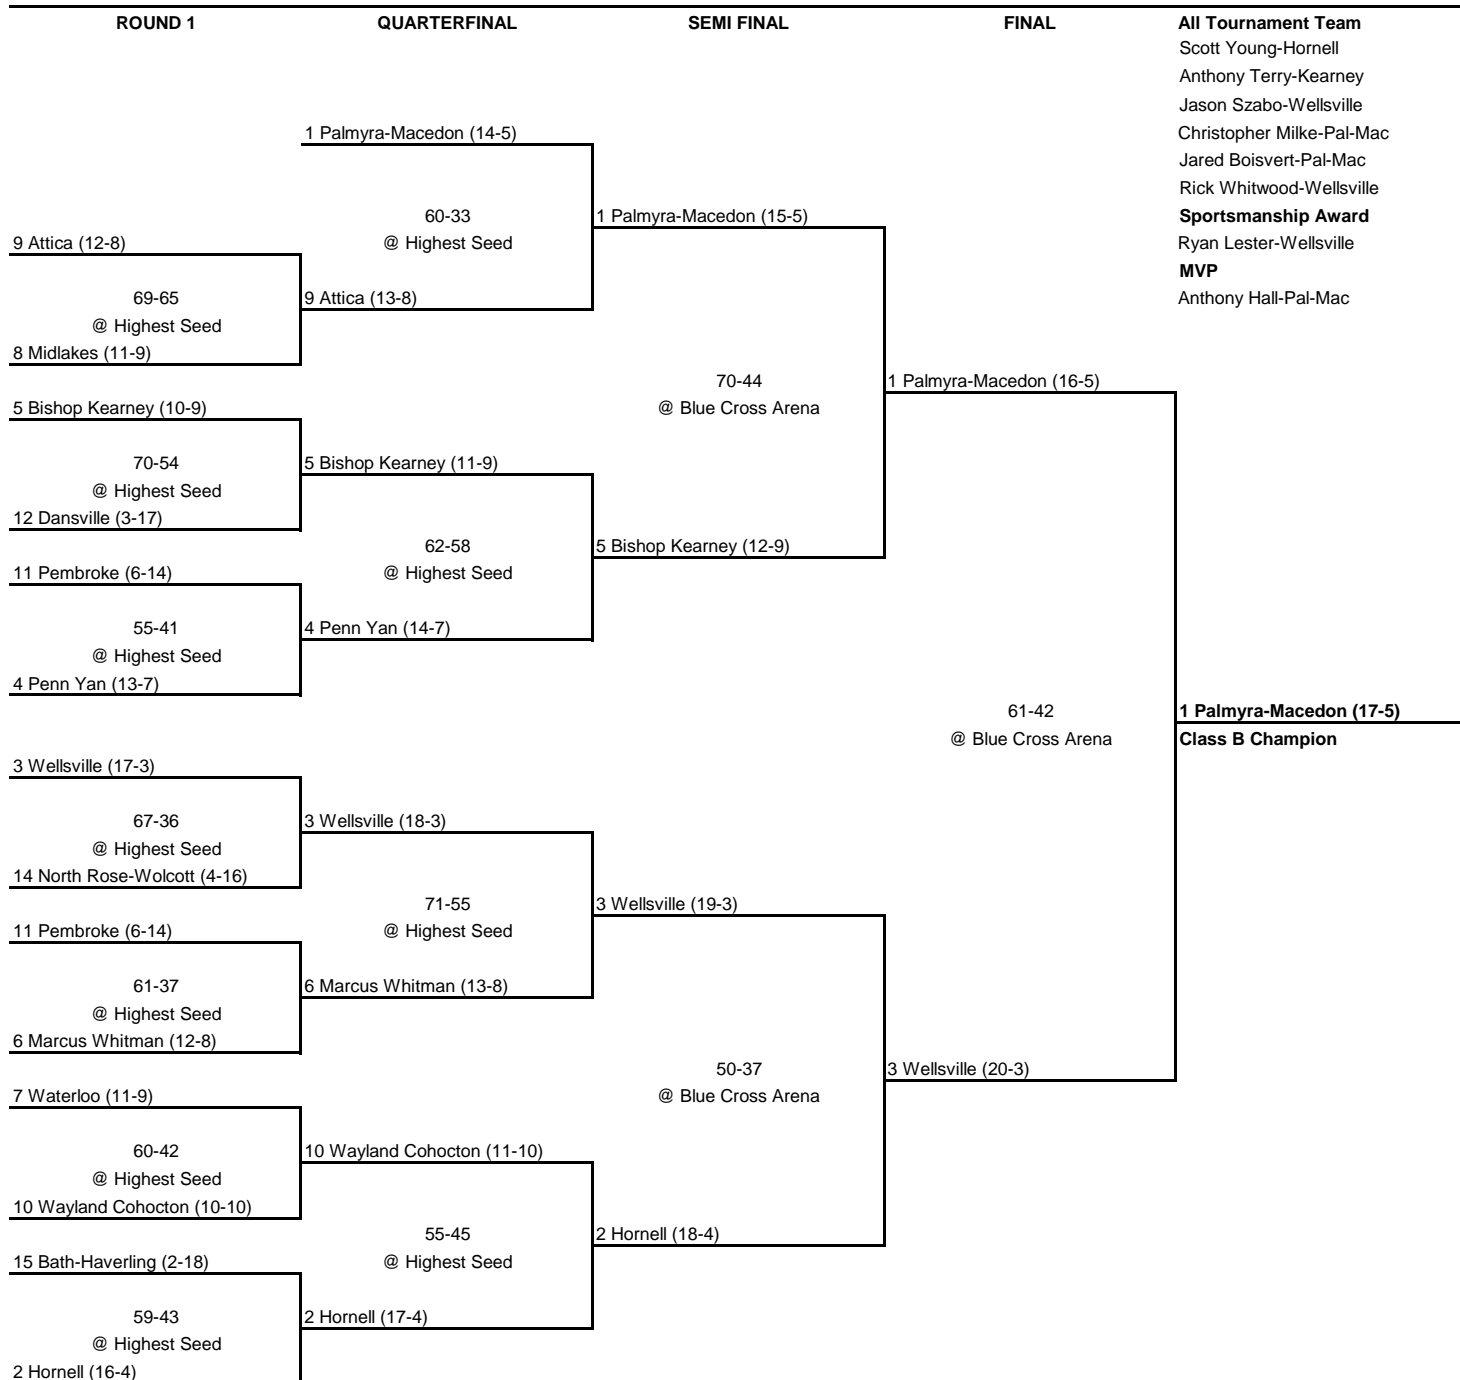 ROUND 1
QUARTERFINAL
SEMI FINAL
FINAL
All Tournament Team
Scott Young-Hornell
Anthony Terry-Kearney
Jason Szabo-Wellsville
1 Palmyra-Macedon (14-5)
Christopher Milke-Pal-Mac
Jared Boisvert-Pal-Mac
Rick Whitwood-Wellsville
60-33
1 Palmyra-Macedon (15-5)
Sportsmanship Award
9 Attica (12-8)
@ Highest Seed
Ryan Lester-Wellsville
MVP
69-65
9 Attica (13-8)
Anthony Hall-Pal-Mac
@ Highest Seed
8 Midlakes (11-9)
70-44
1 Palmyra-Macedon (16-5)
5 Bishop Kearney (10-9)
@ Blue Cross Arena
70-54
5 Bishop Kearney (11-9)
@ Highest Seed
12 Dansville (3-17)
62-58
5 Bishop Kearney (12-9)
11 Pembroke (6-14)
@ Highest Seed
55-41
4 Penn Yan (14-7)
@ Highest Seed
4 Penn Yan (13-7)
61-42
1 Palmyra-Macedon (17-5)
@ Blue Cross Arena
Class B Champion
3 Wellsville (17-3)
67-36
3 Wellsville (18-3)
@ Highest Seed
14 North Rose-Wolcott (4-16)
71-55
3 Wellsville (19-3)
11 Pembroke (6-14)
@ Highest Seed
61-37
6 Marcus Whitman (13-8)
@ Highest Seed
6 Marcus Whitman (12-8)
50-37
3 Wellsville (20-3)
7 Waterloo (11-9)
@ Blue Cross Arena
60-42
10 Wayland Cohocton (11-10)
@ Highest Seed
10 Wayland Cohocton (10-10)
55-45
2 Hornell (18-4)
15 Bath-Haverling (2-18)
@ Highest Seed
59-43
2 Hornell (17-4)
@ Highest Seed
2 Hornell (16-4)